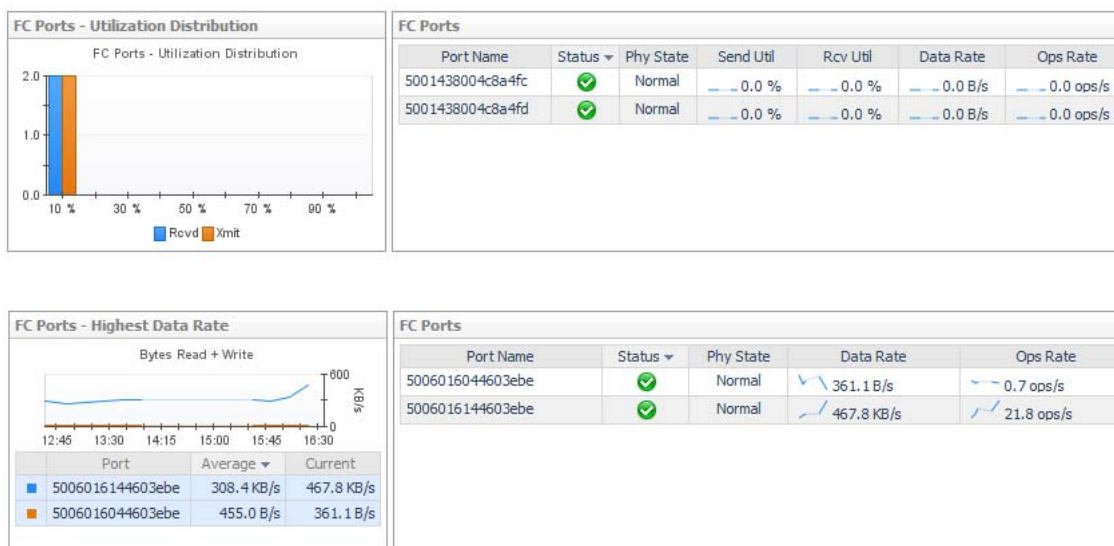 FC Ports - Utilization Distribution
FC Ports - Utilization Distribution
2.0
1.0
0.0
10 % 30 % 50 % 70 % 90 %
Rcvd Xmit
FC Ports
Port Name Status Phy State Send Util Rcv Util Data Rate Ops Rate
5001438004c8a4fc Normal 0.0 % 0.0 % 0.0 B/s 0.0 ops/s
5001438004c8a4fd Normal 0.0 % 0.0 % 0.0 B/s 0.0 ops/s
FC Ports - Highest Data Rate
Bytes Read + Write
600
KB/s
0
12:45 13:30 14:15 15:00 15:45 16:30
Port Average Current
5006016144603ebe 308.4 KB/s 467.8 KB/s
5006016044603ebe 455.0 B/s 361.1 B/s
FC Ports
Port Name Status Phy State Data Rate Ops Rate
5006016044603ebe Normal 361.1 B/s 0.7 ops/s
5006016144603ebe Normal 467.8 KB/s 21.8 ops/s